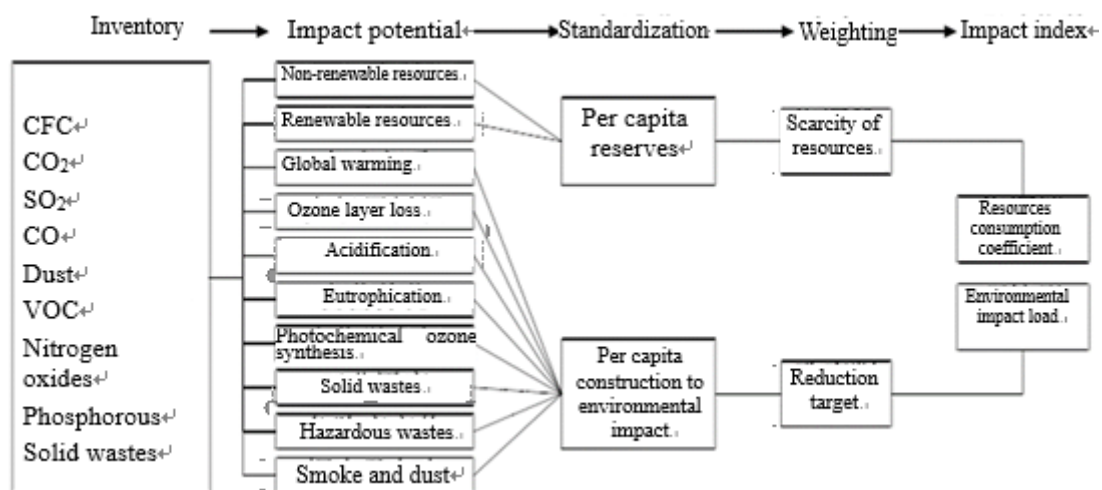 Inventory
Impact potential
Standardization
Weighting
Impact index
CFC
CO₂
SO₂
CO
Dust
VOC
Nitrogen
oxides
Phosphorous
Solid wastes
Non-renewable resources.
Renewable resources.
Global warming.
Ozone layer loss.
Acidification
Eutrophication
Photochemical ozone
synthesis.
Solid wastes.
Hazardous wastes.
Smoke and dust
Per capita
reserves
Per capita
construction to
environmental
impact.
Scarcity of
resources.
Reduction
target.
Resources
consumption
coefficient.
Environmental
impact load.